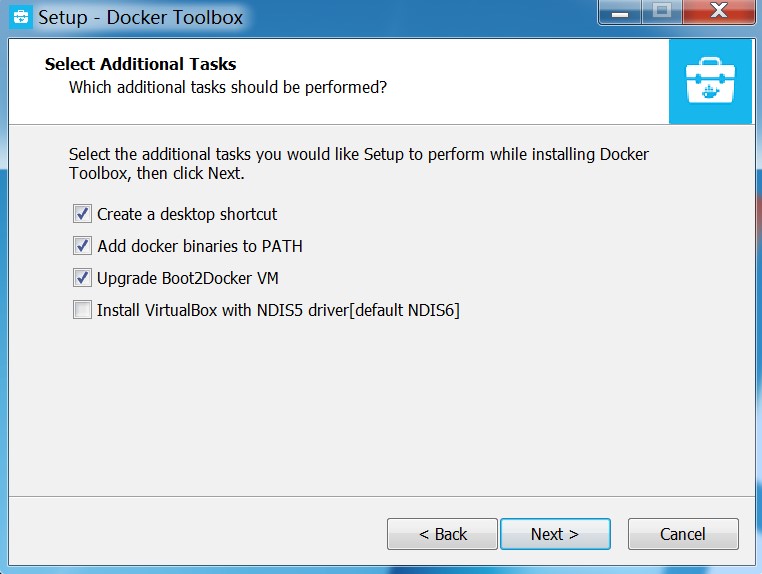 Setup - Docker Toolbox
Select Additional Tasks
Which additional tasks should be performed?
Select the additional tasks you would like Setup to perform while installing Docker
Toolbox, then click Next.
Create a desktop shortcut
Add docker binaries to PATH
Upgrade Boot2Docker VM
Install VirtualBox with NDIS5 driver[default NDIS6]
< Back
Next >
Cancel